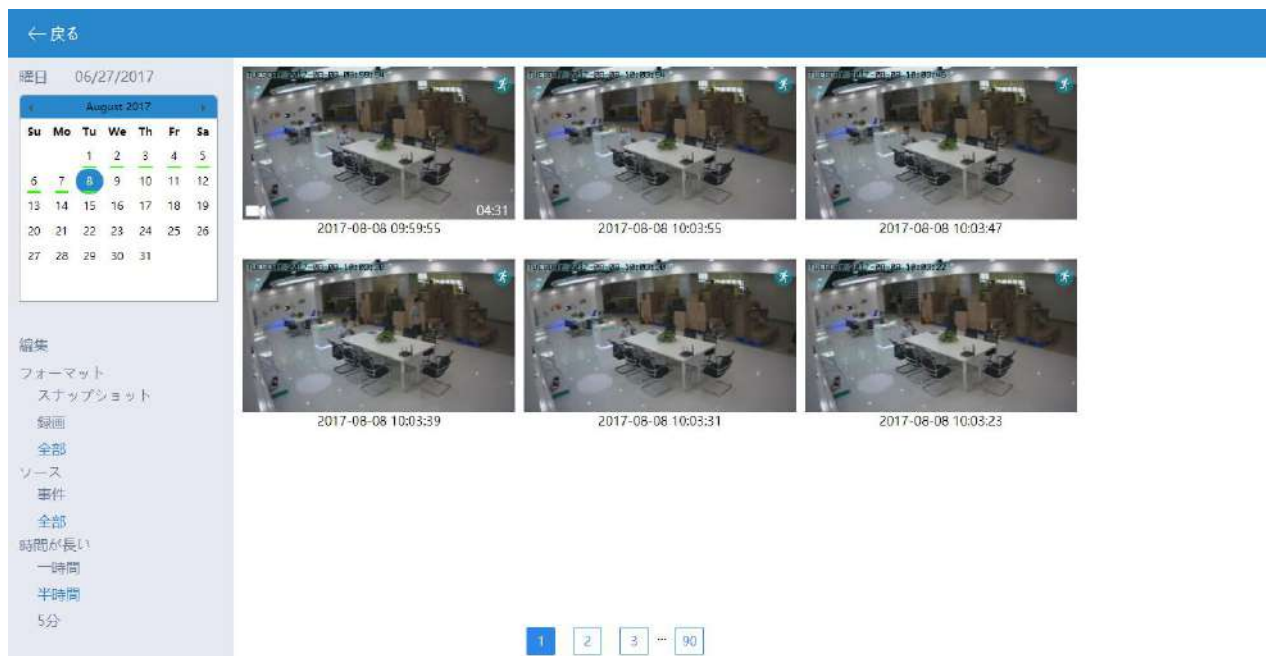 ←戻る
曜日 06/27/2017
August 2017
Su Mo Tu We Th Fr Sa
1 2 3 4 5
6 7 8 9 10 11 12
13 14 15 16 17 18 19
20 21 22 23 24 25 26
27 28 29 30 31
編集
フォーマット
スナップショット
録画
全部
ソース
事件
全部
時間が長い
一時間
半時間
5分
04:31
2017-08-08 09:59:55
2017-08-08 10:03:55
2017-08-08 10:03:47
2017-08-08 10:03:39
2017-08-08 10:03:31
2017-08-08 10:03:23
1 2 3 ... 90